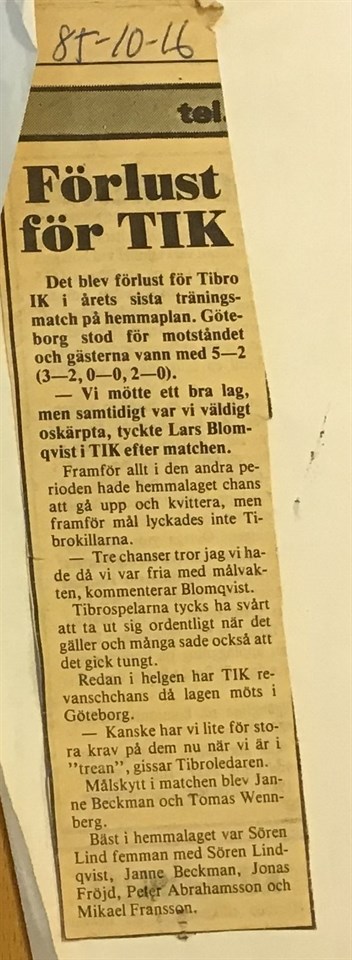 85-10-16
tel.
Förlust
för TIK
Det blev förlust för Tibro
IK i årets sista tränings-
match på hemmaplan. Göte-
borg stod för motståndet
och gästerna vann med 5—2
(3—2, 0—0, 2—0).
— Vi mötte ett bra lag,
men samtidigt var vi väldigt
oskärpta, tyckte Lars Blom-
qvist i TIK efter matchen.
Framför allt i den andra pe-
rioden hade hemmalaget chans
att gå upp och kvittera, men
framför mål lyckades inte Ti-
brokillarna.
— Tre chanser tror jag vi ha-
de då vi var fria med målvak-
ten, kommenterar Blomqvist.
Tibrospelarna tycks ha svårt
att ta ut sig ordentligt när det
gäller och många sade också att
det gick tungt.
Redan i helgen har TIK re-
vanschchans då lagen möts i
Göteborg.
— Kanske har vi lite för sto-
ra krav på dem nu när vi är i
"trean", gissar Tibroledaren.
Målskytt i matchen blev Jan-
ne Beckman och Tomas Wenn-
berg.
Bäst i hemmalaget var Sören
Lind femman med Sören Lind-
qvist, Janne Beckman, Jonas
Fröjd, Peter Abrahamsson och
Mikael Fransson.